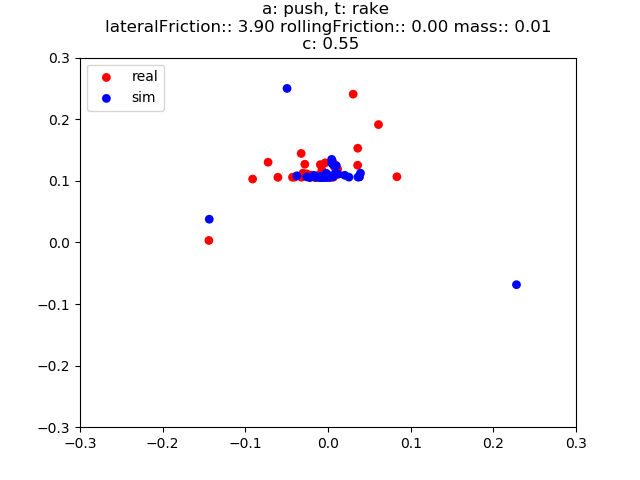 a: push, t: rake
lateralFriction:: 3.90 rollingFriction:: 0.00 mass:: 0.01
c: 0.55
real
sim
0.3
0.2
0.1
0.0
−0.1
−0.2
−0.3
−0.3 −0.2 −0.1 0.0 0.1 0.2 0.3